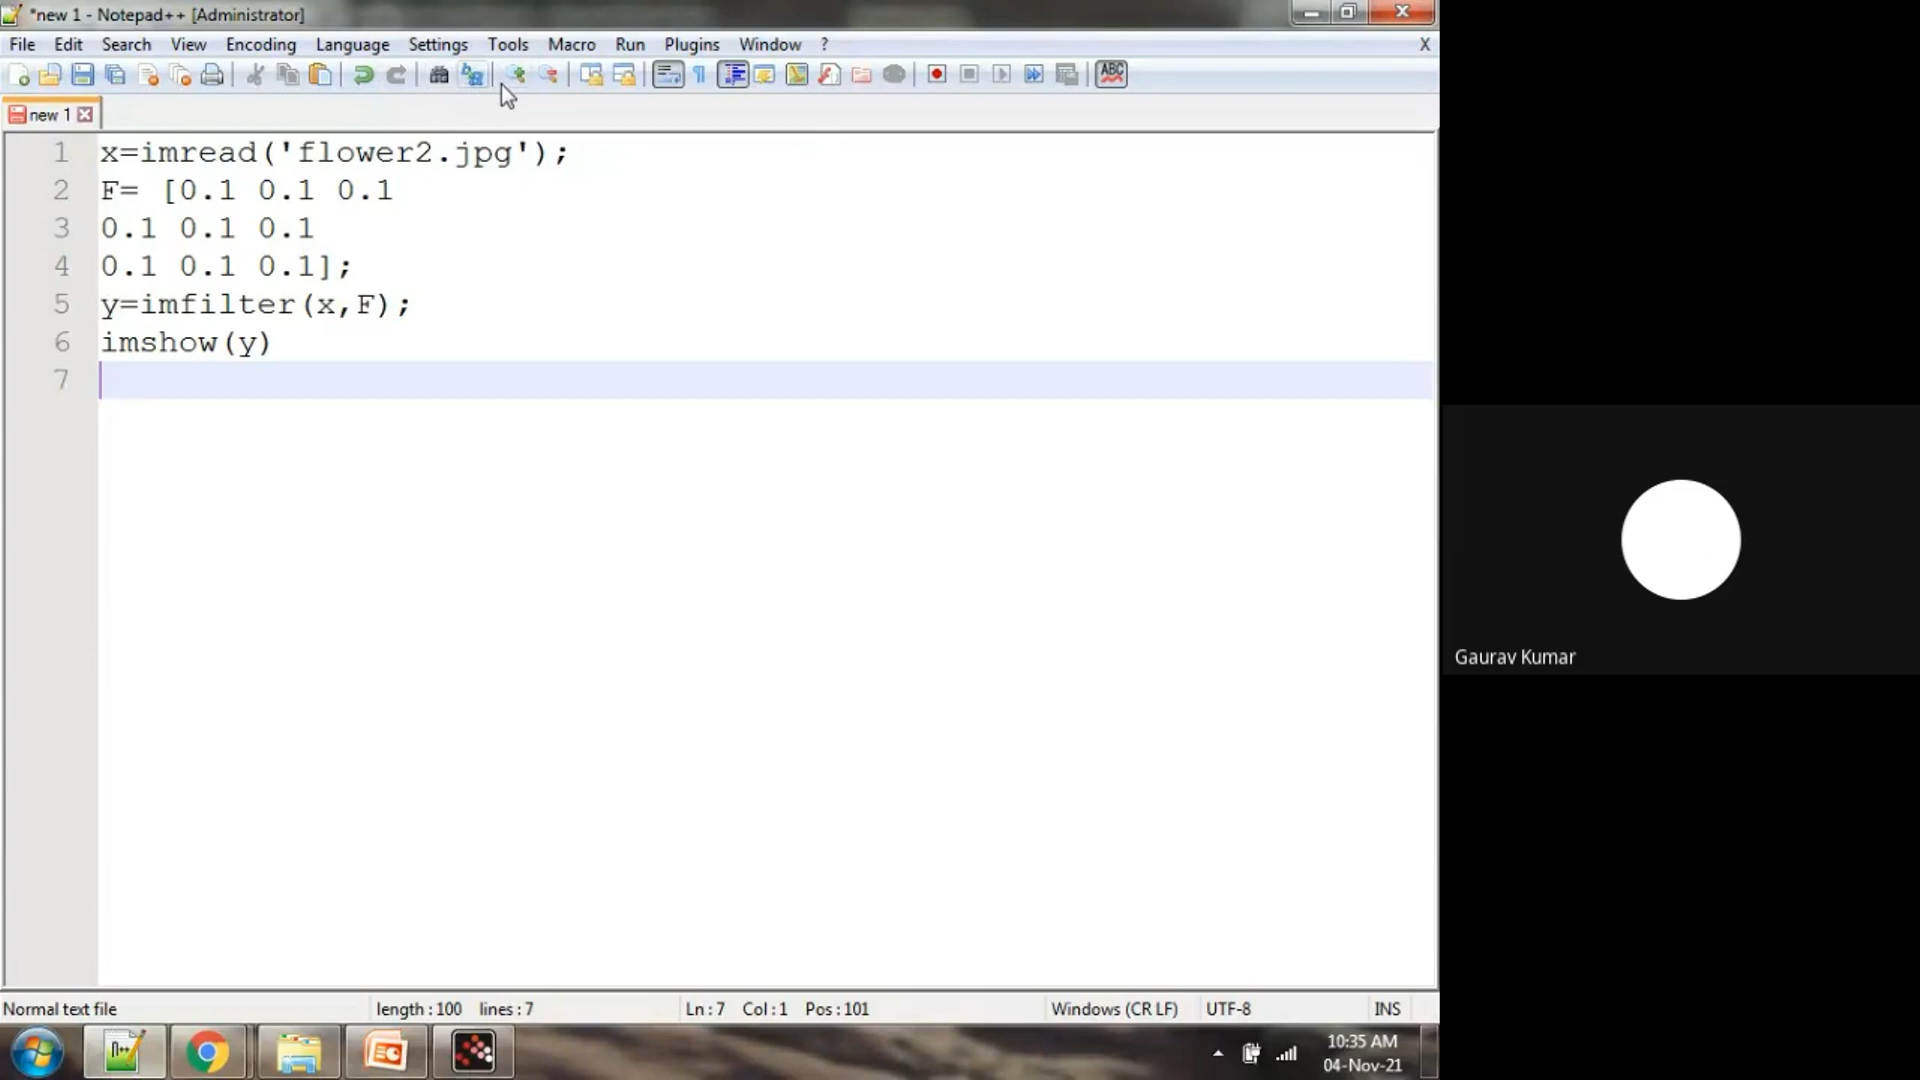 *new 1 - Notepad++ [Administrator]
File Edit Search View Encoding Language Settings Tools Macro Run Plugins Window ? X
ABC
new 1
1 x=imread('flower2.jpg');
2 F= [0.1 0.1 0.1
3 0.1 0.1 0.1
4 0.1 0.1 0.1];
5 y=imfilter(x,F);
6 imshow(y)
7
Gaurav Kumar
Normal text file length : 100 lines : 7 Ln : 7 Col : 1 Pos : 101 Windows (CR LF) UTF-8 INS
10:35 AM
04-Nov-21